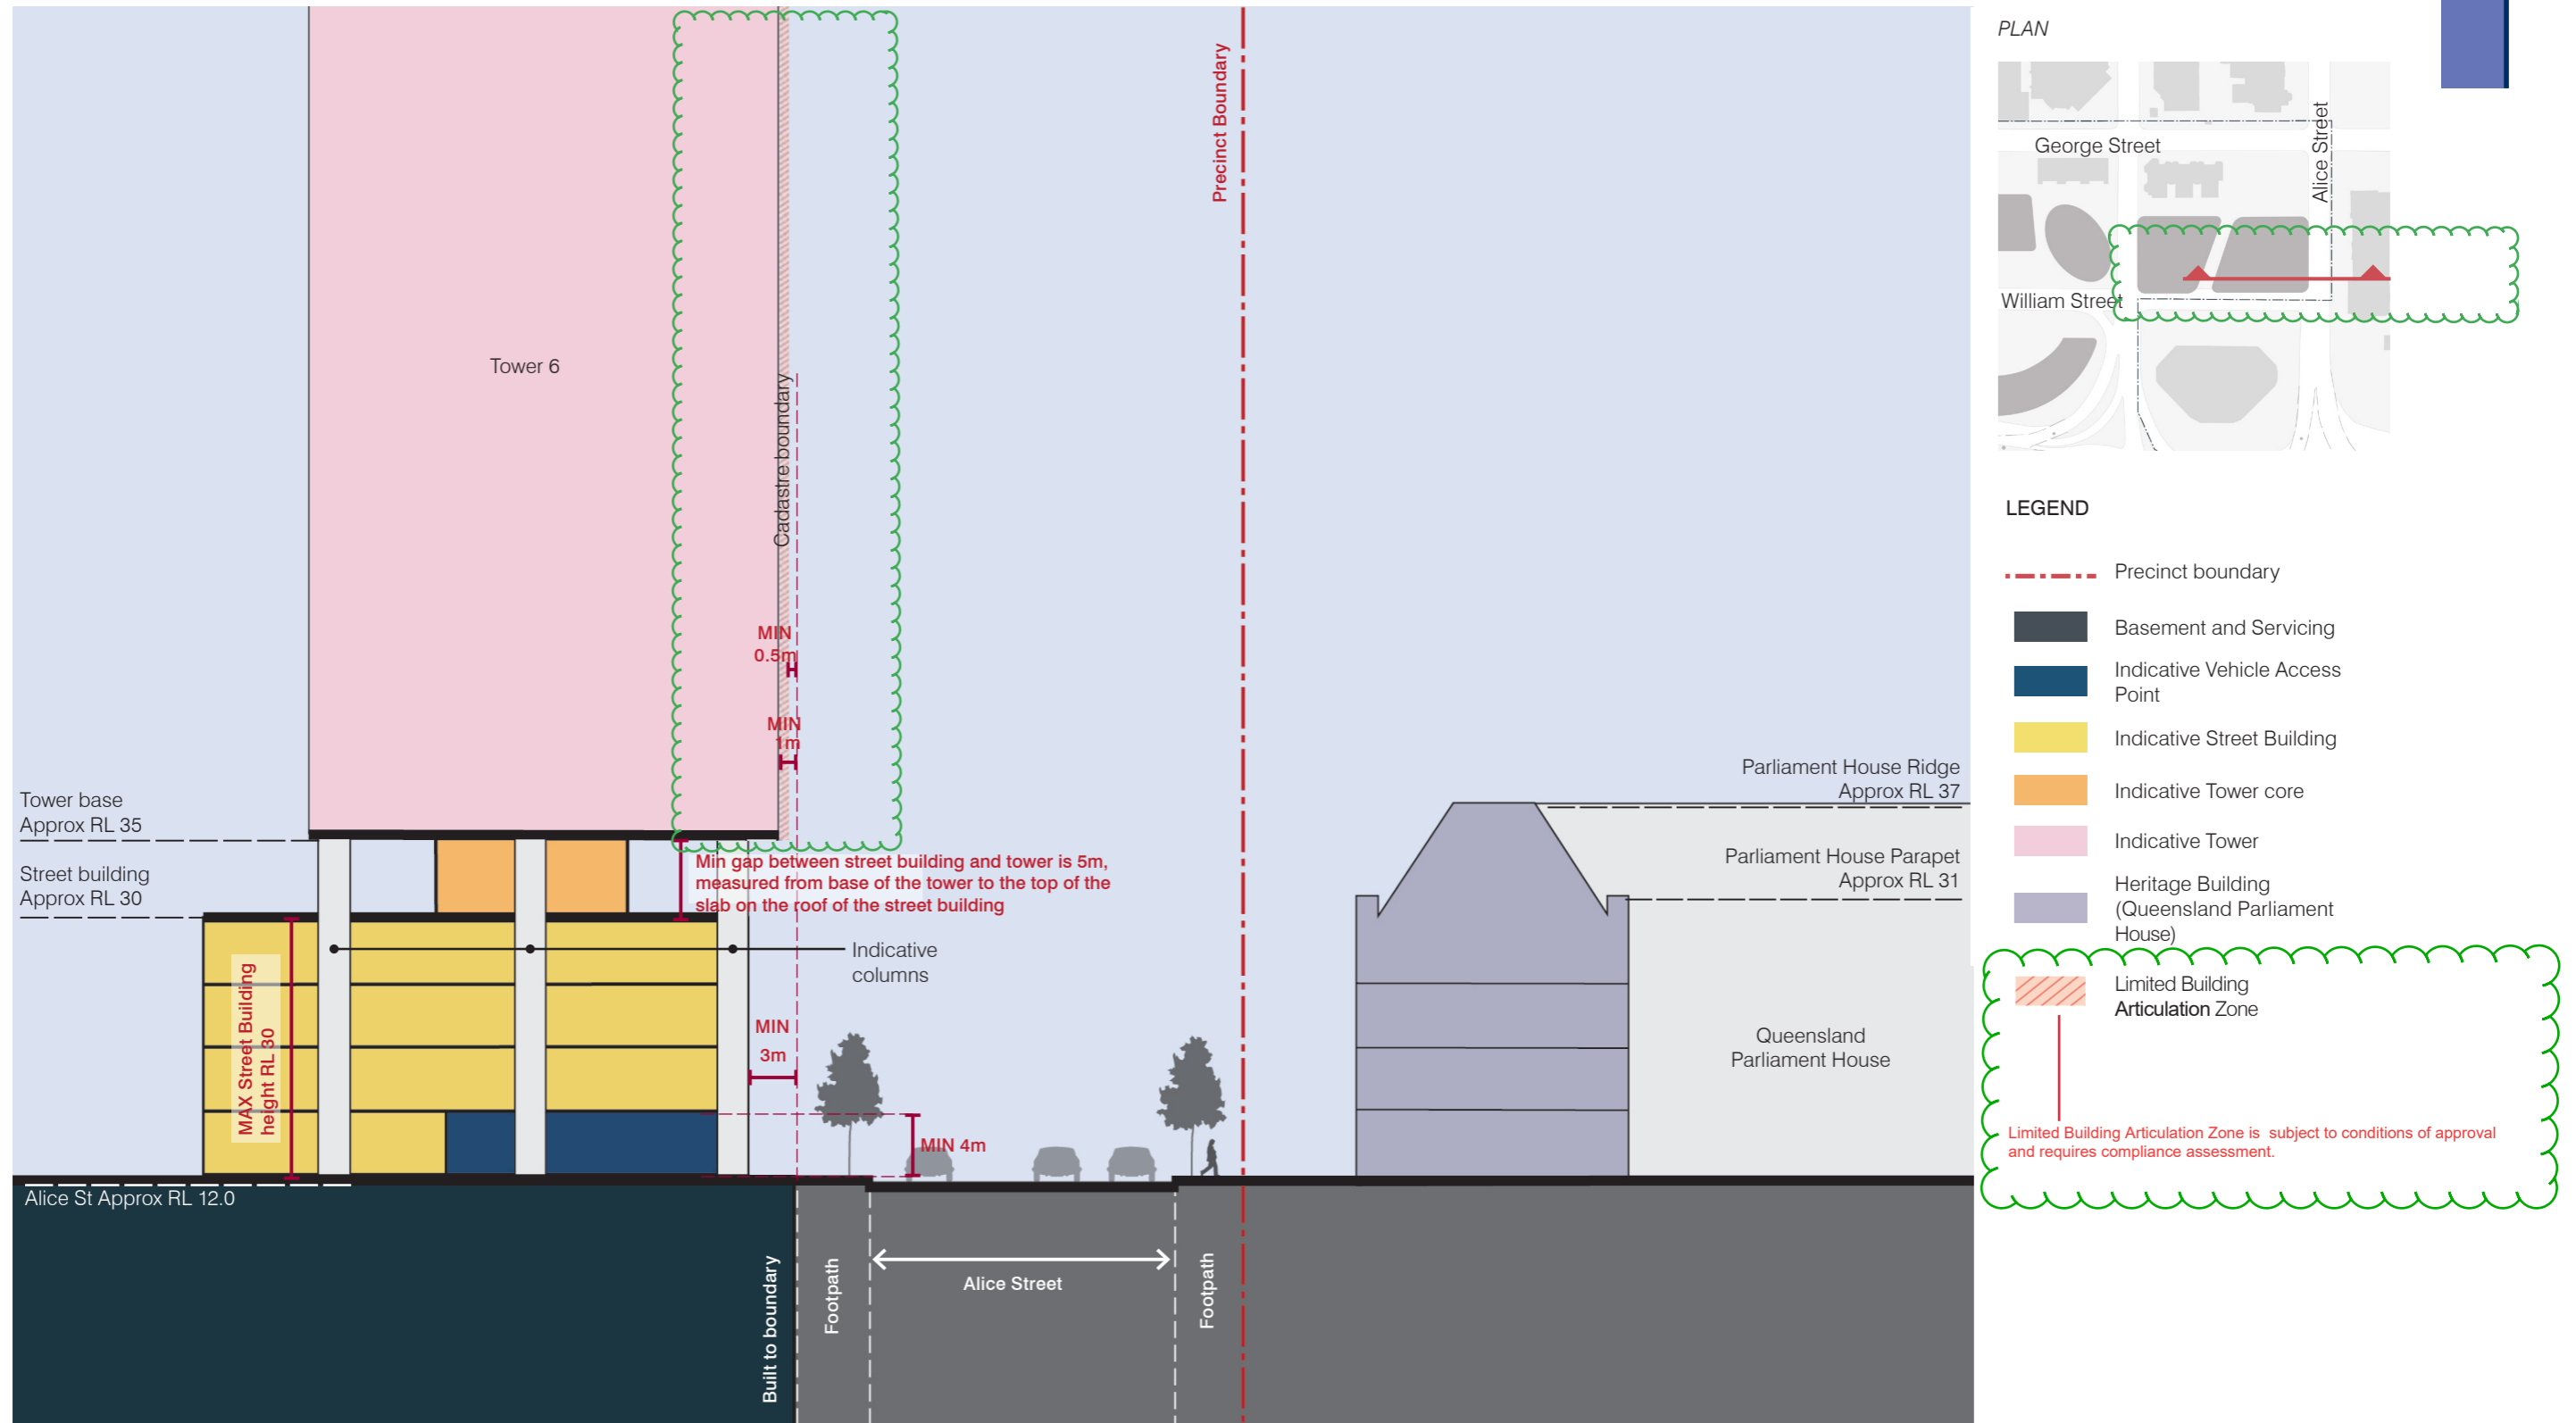 PLAN
George Street
Alice Street
William Street
Precinct Boundary
Tower 6
Cadastre boundary
MIN
0.5m
MIN
1m
Tower base
Approx RL 35
Street building
Approx RL 30
Min gap between street building and tower is 5m,
measured from base of the tower to the top of the
slab on the roof of the street building
Indicative
columns
MAX Street Building
height RL 30
MIN
3m
MIN 4m
Parliament House Ridge
Approx RL 37
Parliament House Parapet
Approx RL 31
Queensland
Parliament House
Alice St Approx RL 12.0
Built to boundary
Footpath
Alice Street
Footpath
LEGEND
Precinct boundary
Basement and Servicing
Indicative Vehicle Access
Point
Indicative Street Building
Indicative Tower core
Indicative Tower
Heritage Building
(Queensland Parliament
House)
Limited Building
Articulation Zone
Limited Building Articulation Zone is subject to conditions of approval
and requires compliance assessment.